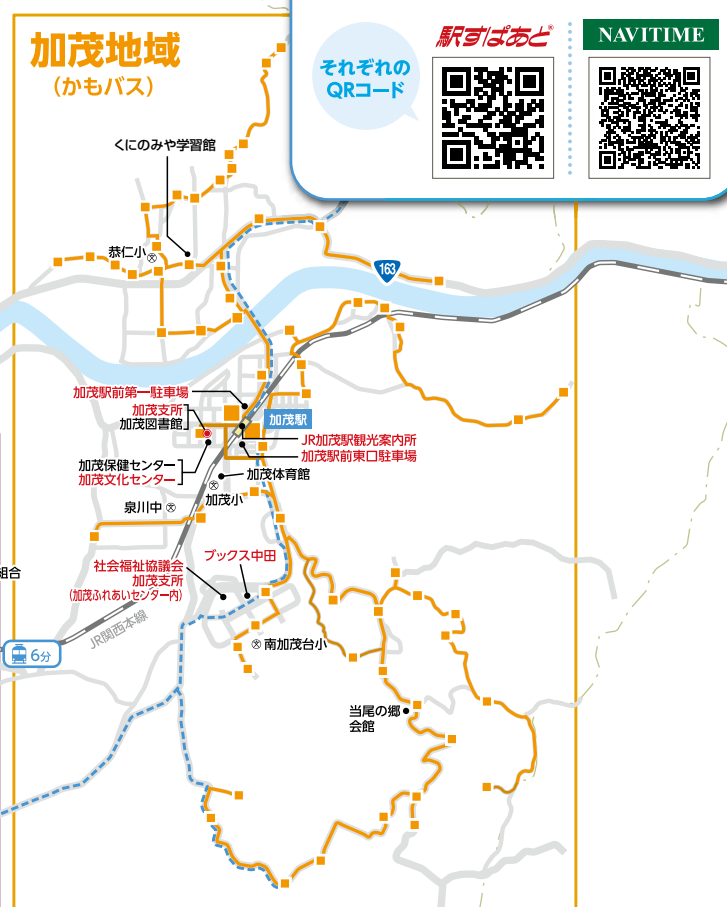 加茂地域
(かもバス)
それぞれの
QRコード
駅すぱあと®
NAVITIME
くにのみや学習館
恭仁小
文
163
加茂駅前第一駐車場
加茂支所
加茂図書館
加茂駅
JR加茂駅観光案内所
加茂駅前東口駐車場
加茂保健センター
加茂文化センター
加茂体育館
文
加茂小
泉川中
文
社会福祉協議会
加茂支所
(加茂ふれあいセンター内)
ブックス中田
組合
JR関西本線
6分
文
南加茂台小
当尾の郷
会館